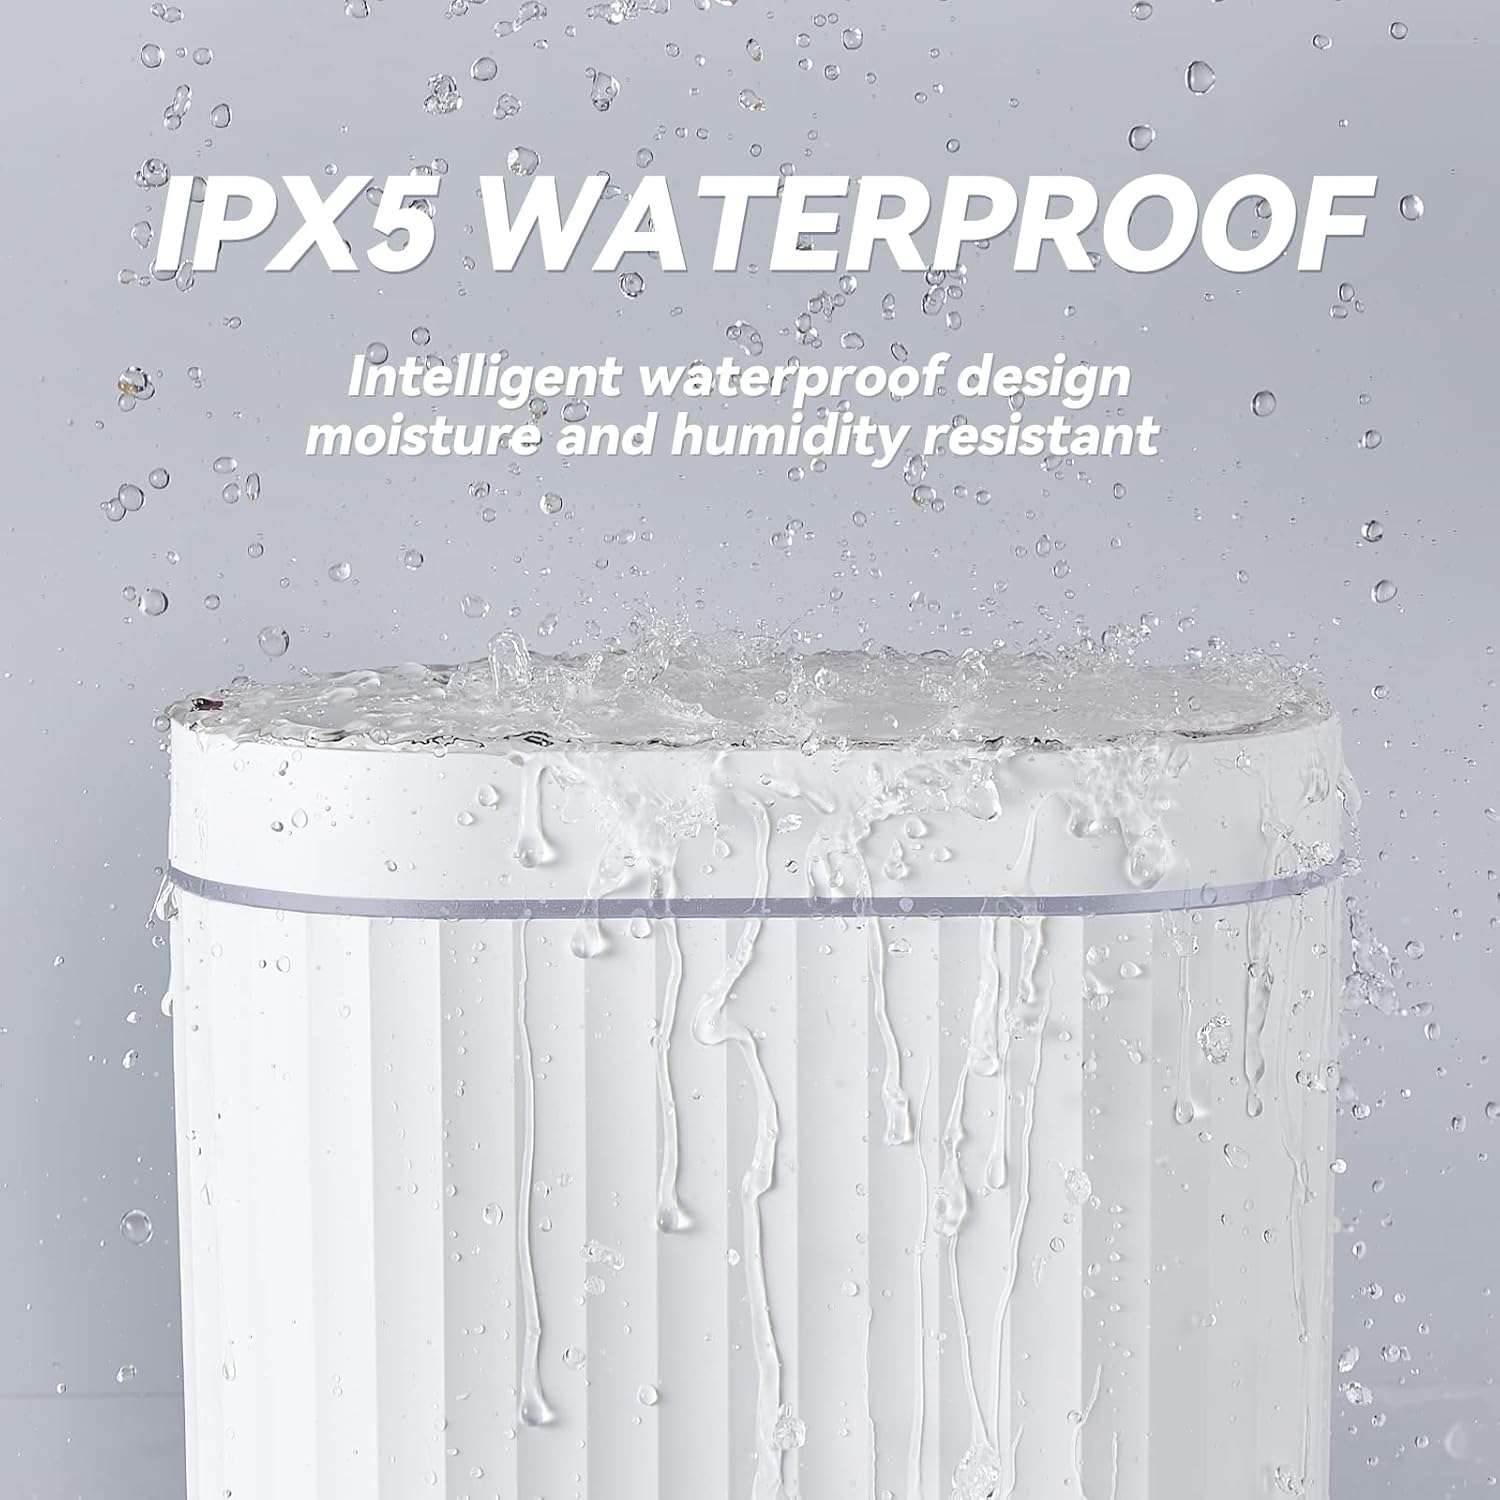 IPX5 WATERPROOF
Intelligent waterproof design
moisture and humidity resistant